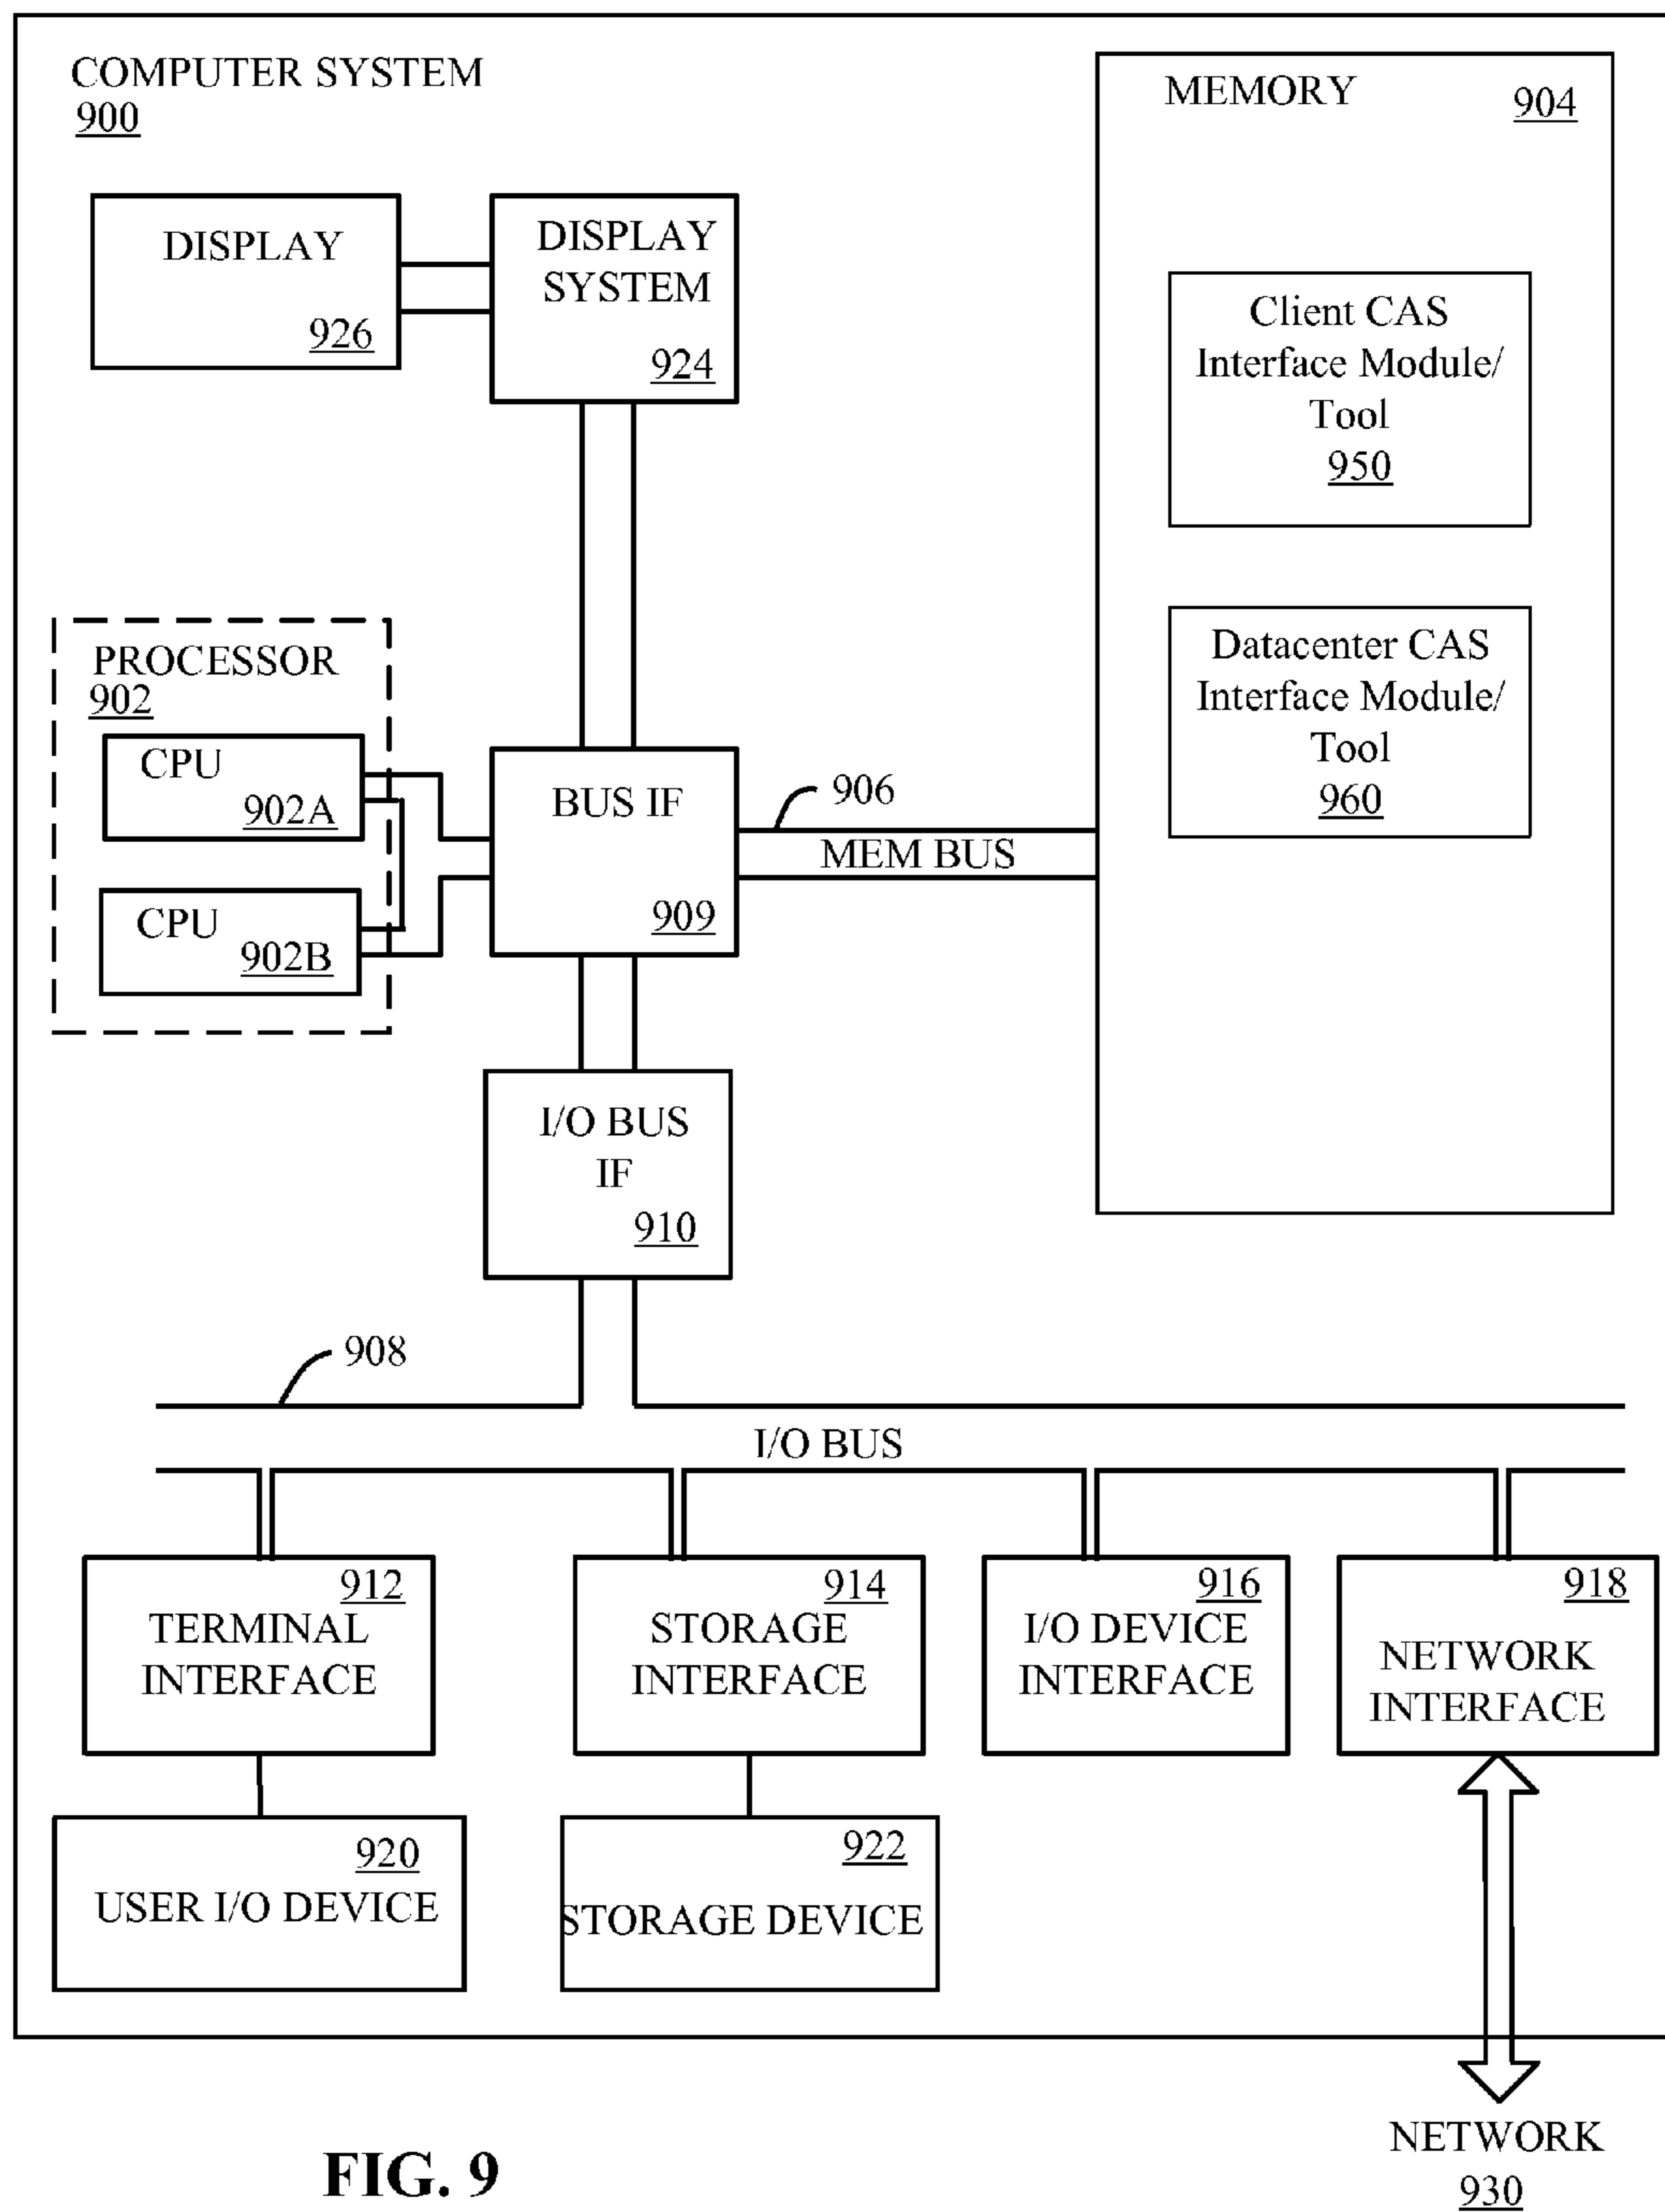 COMPUTER SYSTEM
900
MEMORY
904
DISPLAY
926
DISPLAY
SYSTEM
924
Client CAS
Interface Module/
Tool
950
Datacenter CAS
Interface Module/
Tool
960
PROCESSOR
902
CPU
902A
CPU
902B
BUS IF
909
906
MEM BUS
I/O BUS
IF
910
908
I/O BUS
912
TERMINAL
INTERFACE
914
STORAGE
INTERFACE
916
I/O DEVICE
INTERFACE
918
NETWORK
INTERFACE
920
USER I/O DEVICE
922
STORAGE DEVICE
NETWORK
930
FIG. 9